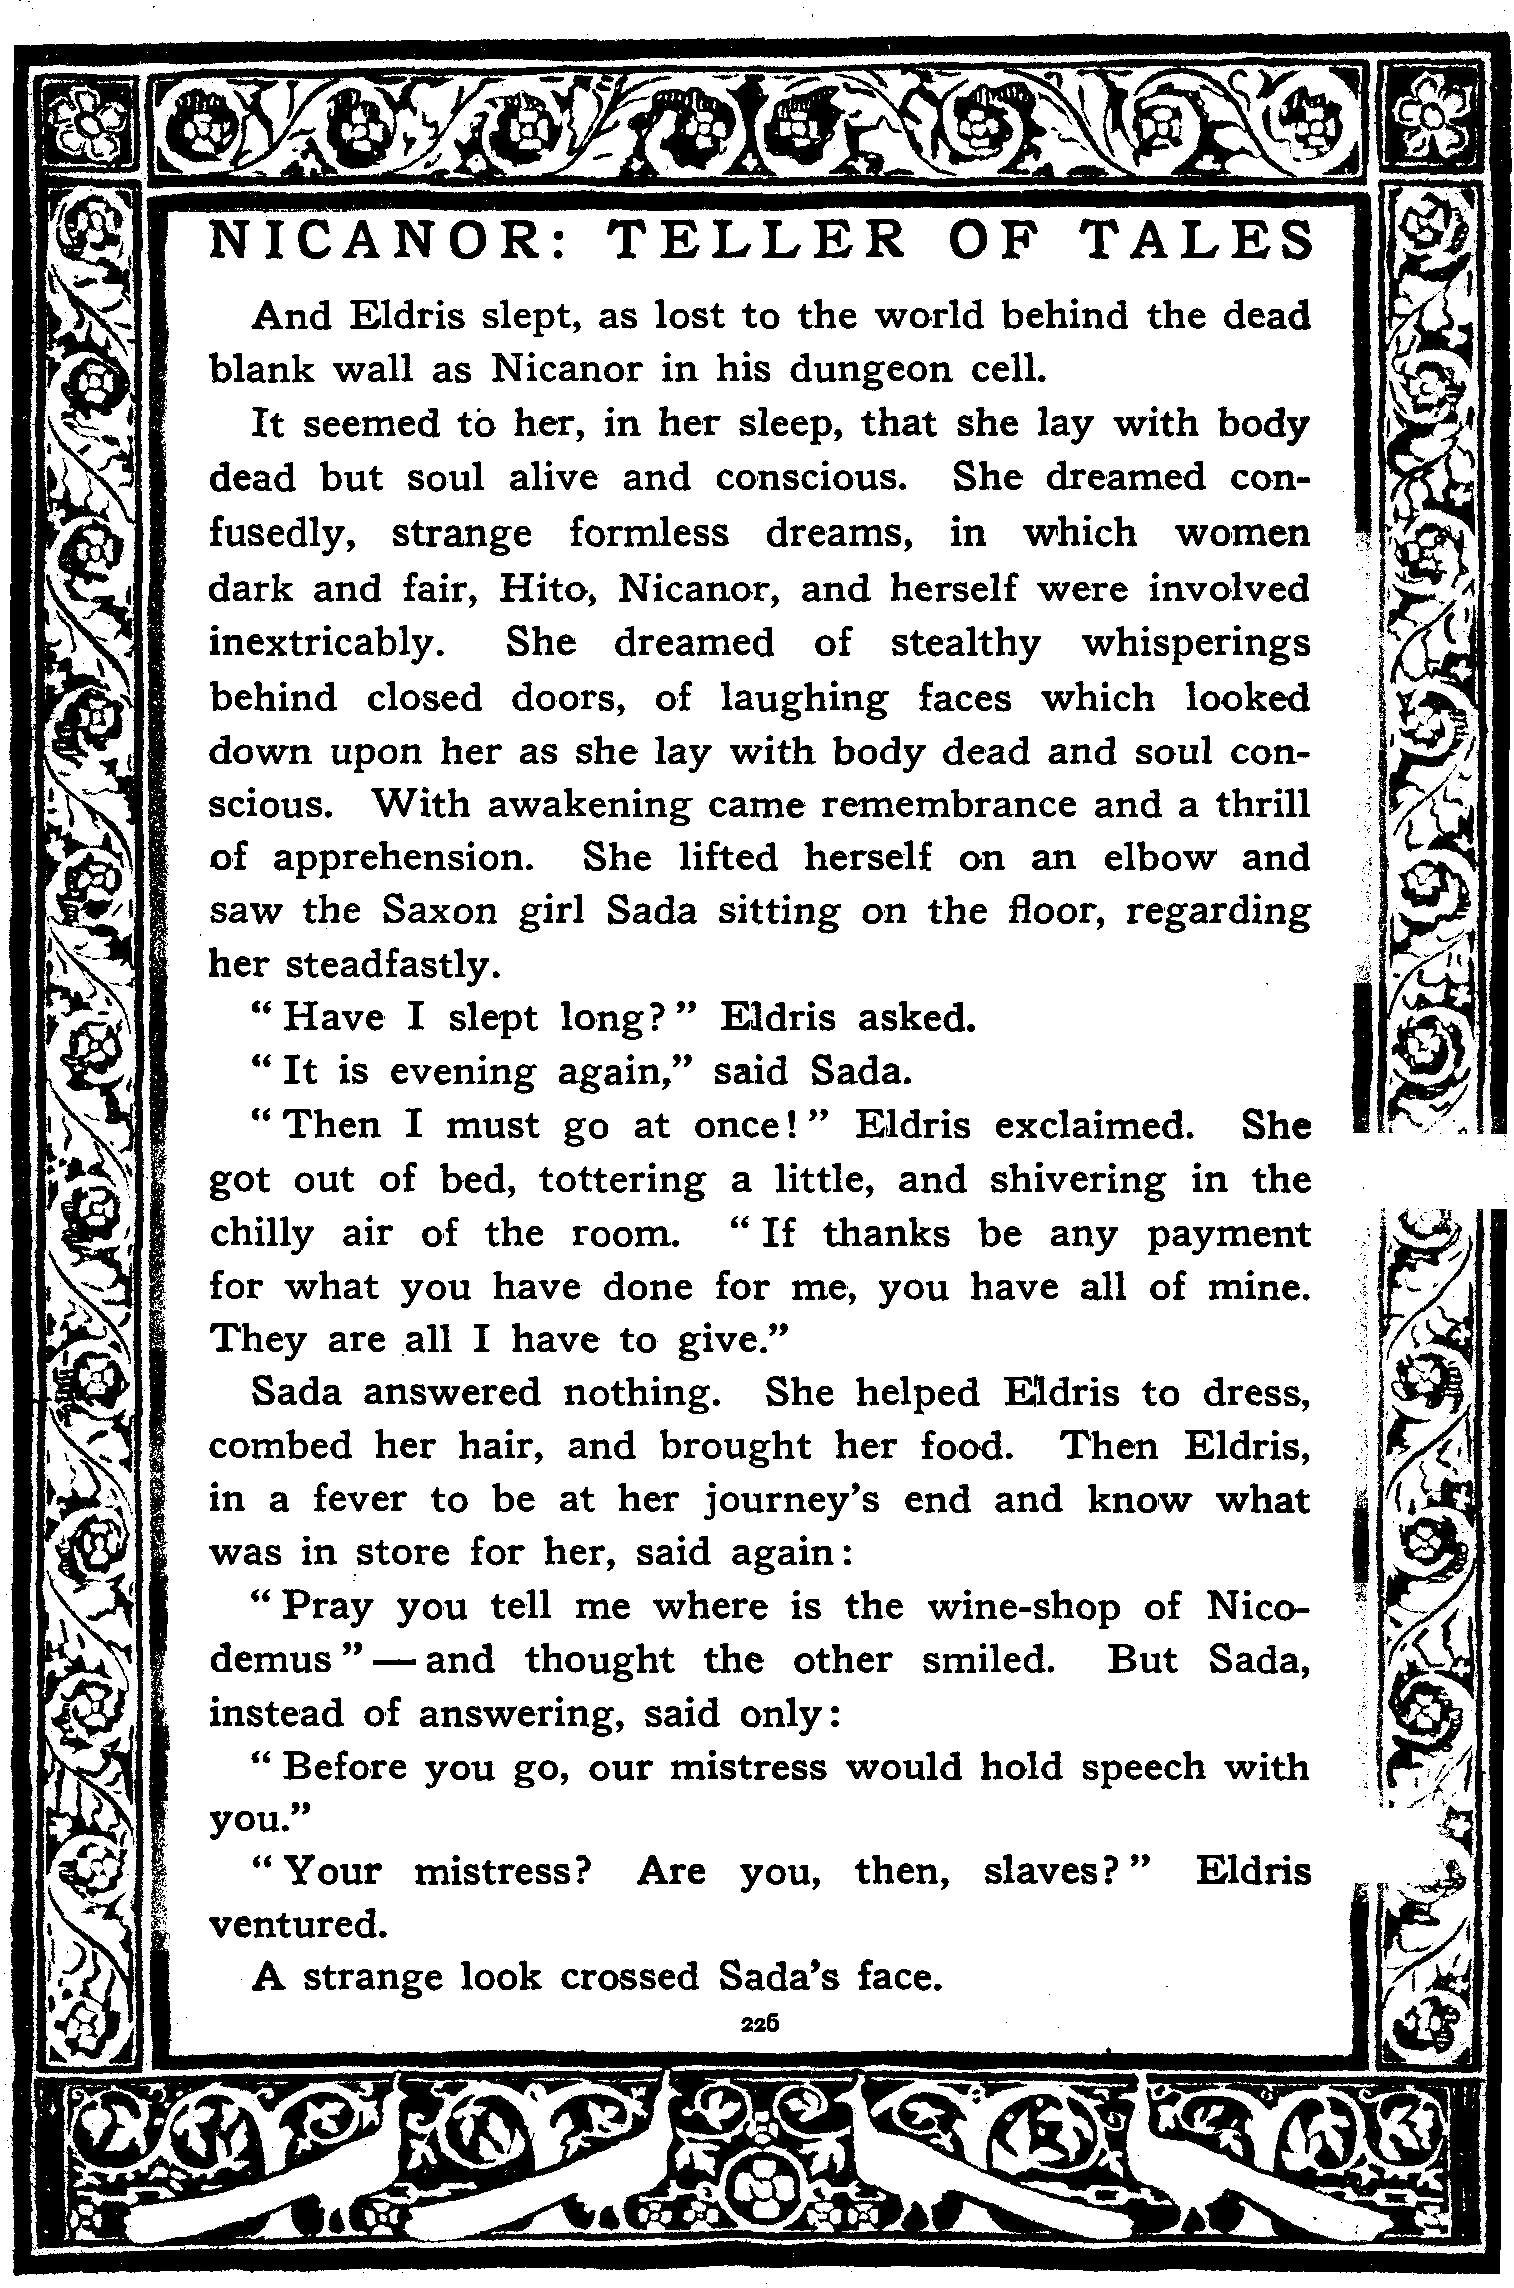 NICANOR: TELLER OF TALES
And Eldris slept, as lost to the world behind the dead
blank wall as Nicanor in his dungeon cell.
It seemed to her, in her sleep, that she lay with body
dead but soul alive and conscious. She dreamed con-
fusedly, strange formless dreams, in which women
dark and fair, Hito, Nicanor, and herself were involved
inextricably. She dreamed of stealthy whisperings
behind closed doors, of laughing faces which looked
down upon her as she lay with body dead and soul con-
scious. With awakening came remembrance and a thrill
of apprehension. She lifted herself on an elbow and
saw the Saxon girl Sada sitting on the floor, regarding
her steadfastly.
“Have I slept long?” Eldris asked.
“It is evening again,” said Sada.
“Then I must go at once!” Eldris exclaimed. She
got out of bed, tottering a little, and shivering in the
chilly air of the room. “If thanks be any payment
for what you have done for me, you have all of mine.
They are all I have to give.”
Sada answered nothing. She helped Eldris to dress,
combed her hair, and brought her food. Then Eldris,
in a fever to be at her journey’s end and know what
was in store for her, said again:
“Pray you tell me where is the wine-shop of Nico-
demus”—and thought the other smiled. But Sada,
instead of answering, said only:
“Before you go, our mistress would hold speech with
you.”
“Your mistress? Are you, then, slaves?” Eldris
ventured.
A strange look crossed Sada’s face.
226